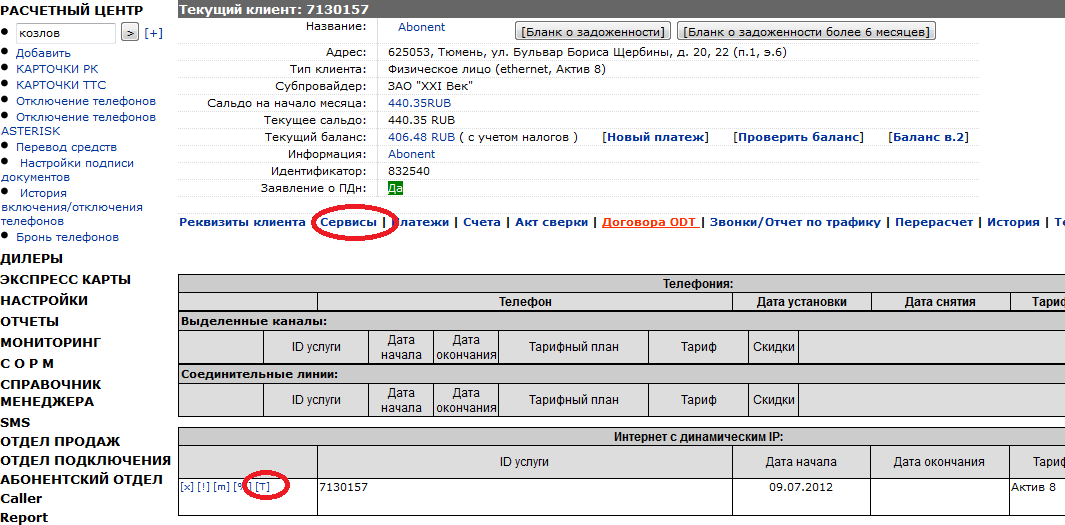 РАСЧЕТНЫЙ ЦЕНТР
козлов > [+]
Добавить
КАРТОЧКИ РК
КАРТОЧКИ ТТС
Отключение телефонов
Отключение телефонов
ASTERISK
Перевод средств
Настройки подписи
документов
История
включения/отключения
телефонов
Бронь телефонов
ДИЛЕРЫ
ЭКСПРЕСС КАРТЫ
НАСТРОЙКИ
ОТЧЕТЫ
МОНИТОРИНГ
С О Р М
СПРАВОЧНИК
МЕНЕДЖЕРА
SMS
ОТДЕЛ ПРОДАЖ
ОТДЕЛ ПОДКЛЮЧЕНИЯ
АБОНЕНТСКИЙ ОТДЕЛ
Caller
Report
Текущий клиент: 7130157
Название: Abonent [Бланк о задоженности] [Бланк о задоженности более 6 месяцев]
Адрес: 625053, Тюмень, ул. Бульвар Бориса Щербины, д. 20, 22 (п.1, э.6)
Тип клиента: Физическое лицо (ethernet, Актив 8)
Субпровайдер: ЗАО "XXI Век"
Сальдо на начало месяца: 440.35RUB
Текущее сальдо: 440.35 RUB
Текущий баланс: 406.48 RUB ( с учетом налогов ) [Новый платеж] [Проверить баланс] [Баланс в.2]
Информация: Abonent
Идентификатор: 832540
Заявление о ПДн: Да
Реквизиты клиента Сервисы | Платежи | Счета | Акт сверки | Договора ODT | Звонки/Отчет по трафику | Перерасчет | История | Те
Телефония:
Телефон Дата установки Дата снятия Тариф
Выделенные каналы:
ID услуги Дата начала Дата окончания Тарифный план Тариф Скидки
Соединительные линии:
ID услуги Дата начала Дата окончания Тарифный план Тариф Скидки
Интернет с динамическим IP:
ID услуги Дата начала Дата окончания Тариф
[x] [!] [m] [%] [T] 7130157 09.07.2012 Актив 8